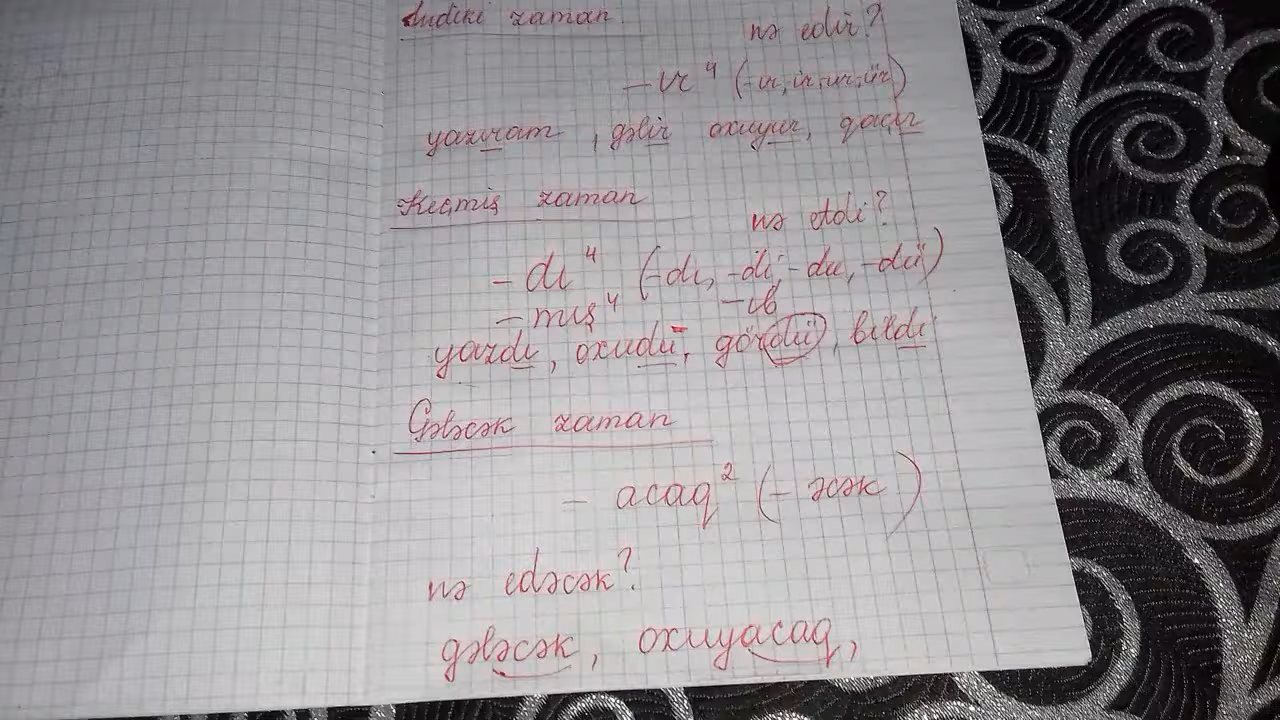 İndiki zaman
nə edir?
-ır⁴ (-ır, ir, ur, ür)
yazıram, gəlir oxuyur, qaçır
Keçmiş zaman
nə etdi?
-dı⁴ (-dı, -di, -du, -dü)
-mış⁴ -ıb
yazdı, oxudu, gördü, bildi
Gələcək zaman
- acaq² (- əcək)
nə edəcək?
gələcək, oxuyacaq,